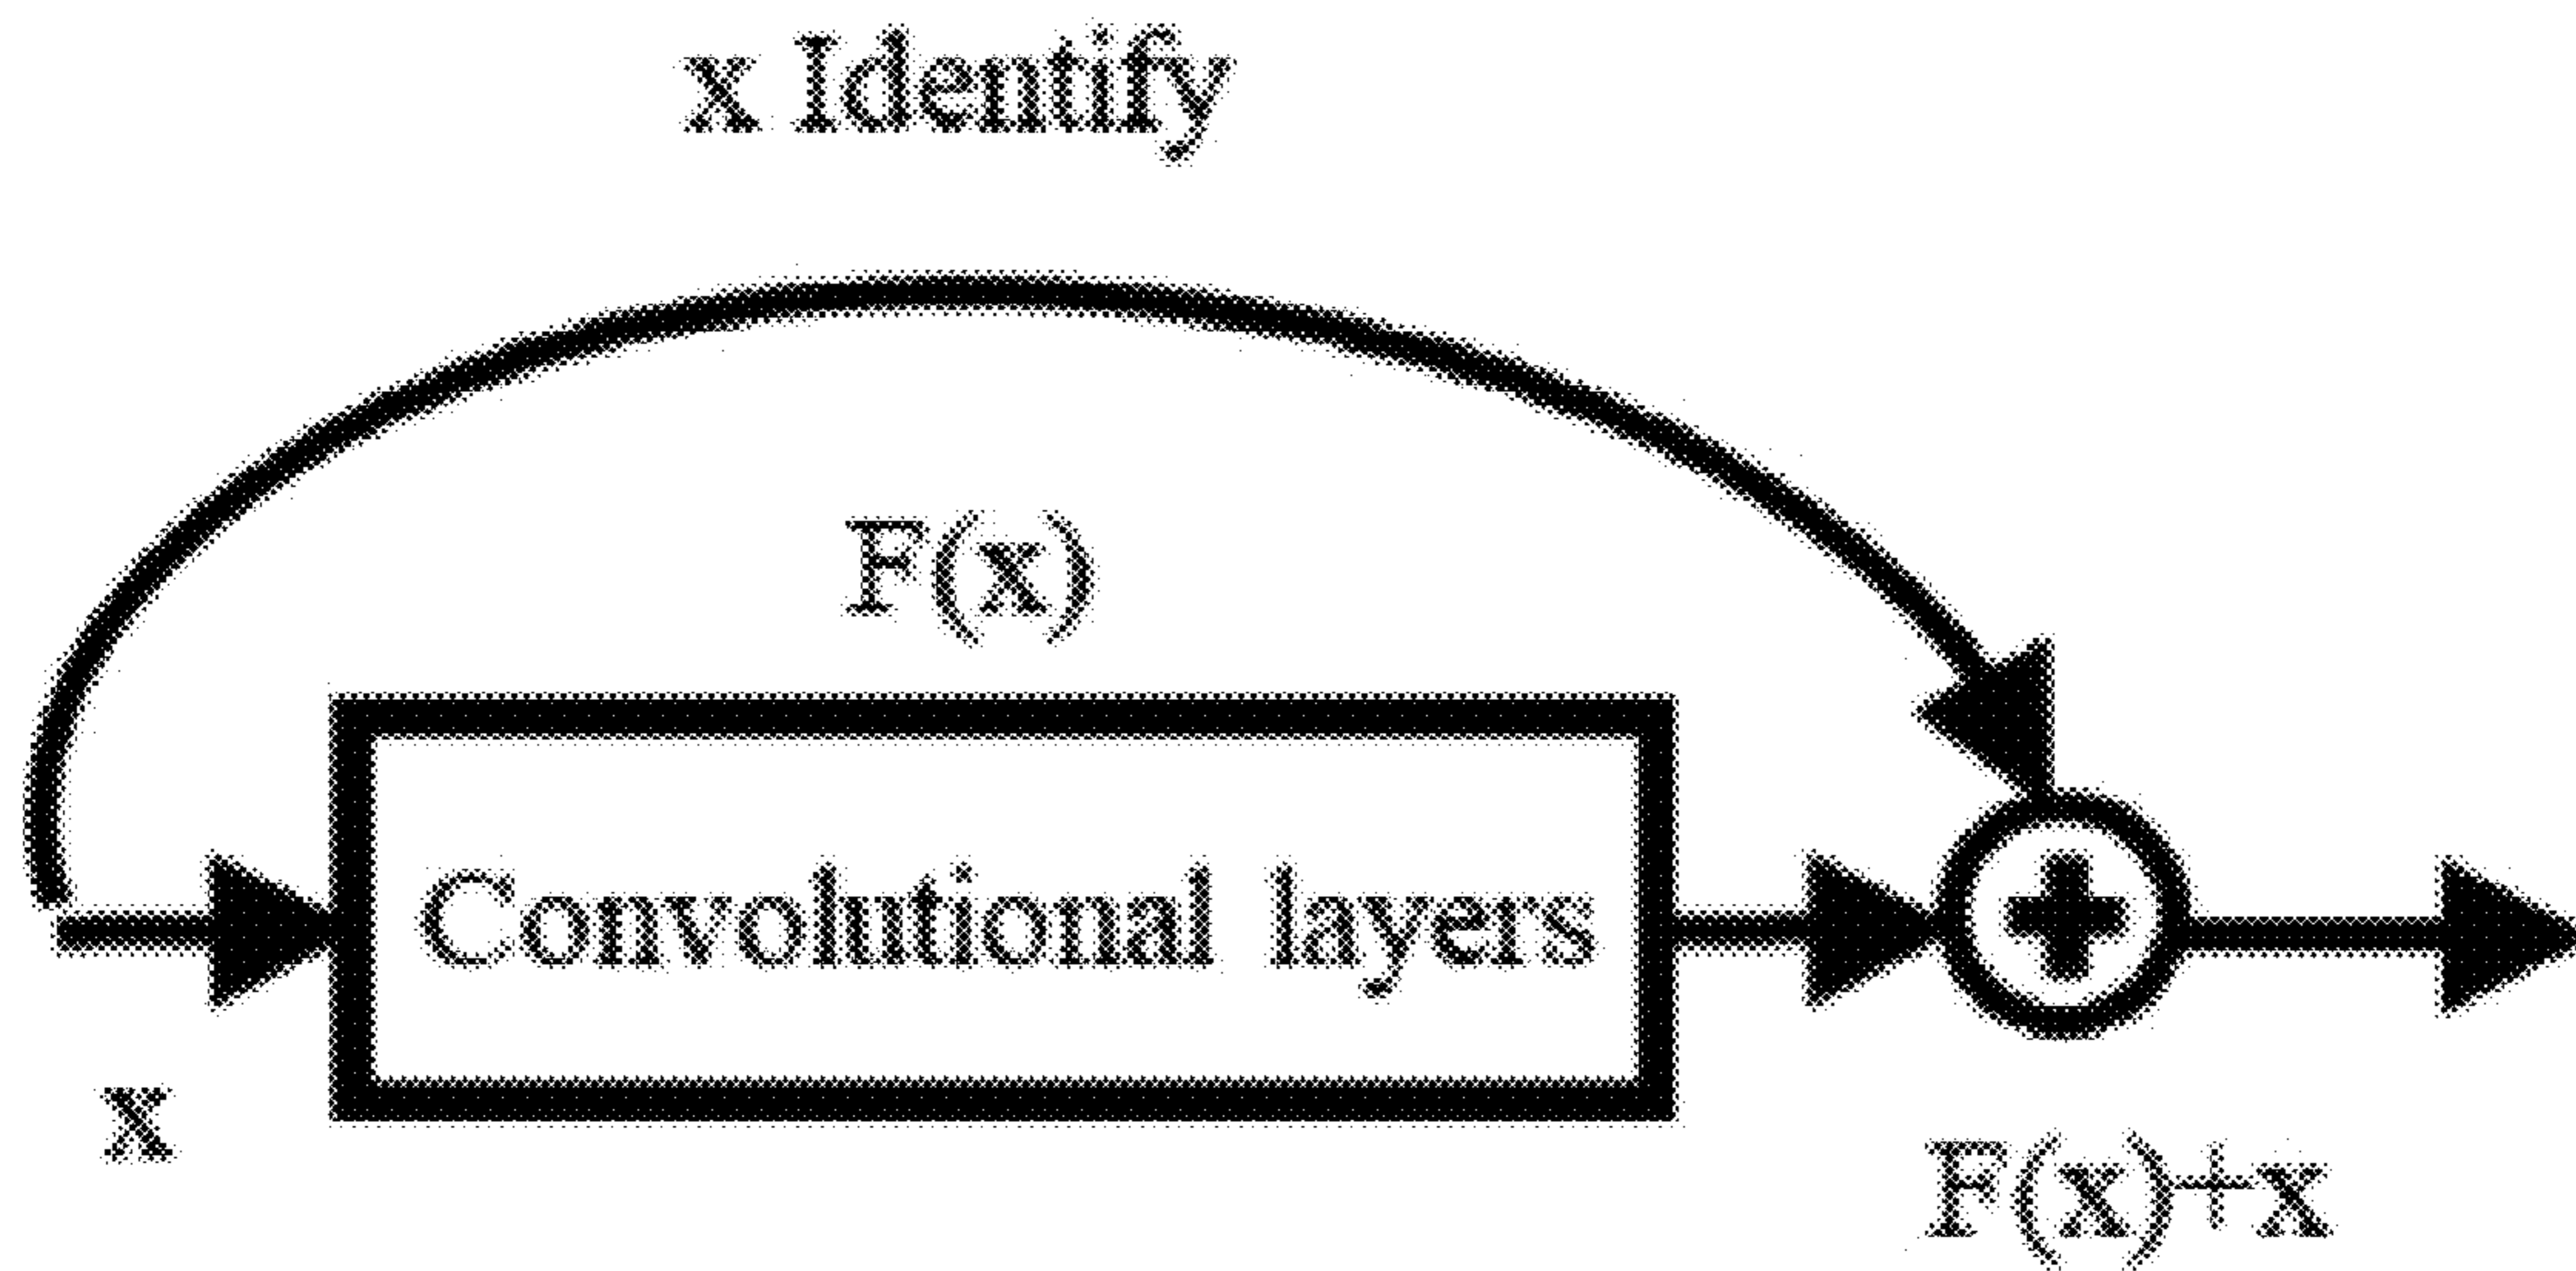 x Identify
F(x)
Convolutional layers
x
F(x)+x